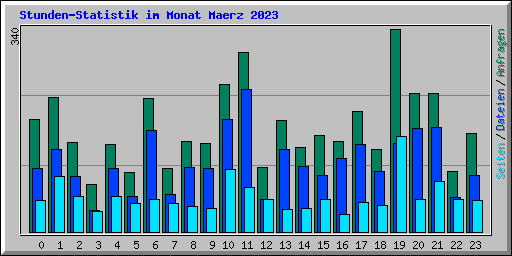 Stunden-Statistik im Monat Maerz 2023
340
Seiten / Dateien / Anfragen
0 1 2 3 4 5 6 7 8 9 10 11 12 13 14 15 16 17 18 19 20 21 22 23